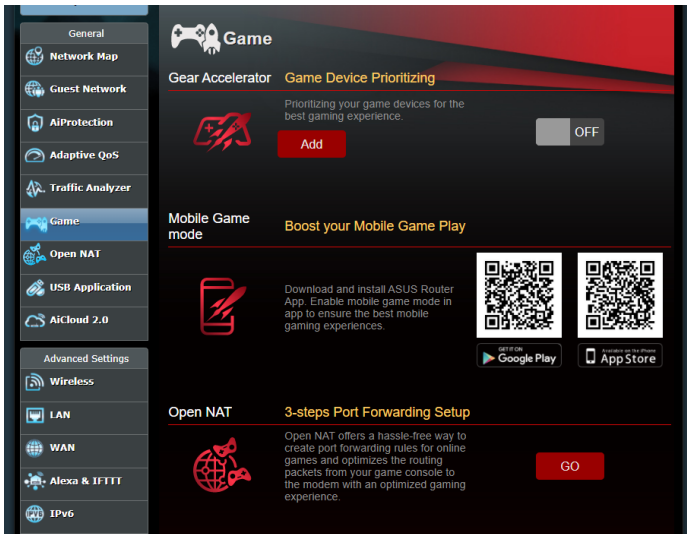 General
Network Map
Guest Network
AiProtection
Adaptive QoS
Traffic Analyzer
Game
Open NAT
USB Application
AiCloud 2.0
Advanced Settings
Wireless
LAN
WAN
Alexa & IFTTT
IPv6
Game
Gear Accelerator
Game Device Prioritizing
Prioritizing your game devices for the
best gaming experience.
Add
OFF
Mobile Game
mode
Boost your Mobile Game Play
Download and install ASUS Router
App. Enable mobile game mode in
app to ensure the best mobile
gaming experiences.
GET IT ON
Google Play
Available on the iPhone
App Store
Open NAT
3-steps Port Forwarding Setup
Open NAT offers a hassle-free way to
create port forwarding rules for online
games and optimizes the routing
packets from your game console to
the modem with an optimized gaming
experience.
GO